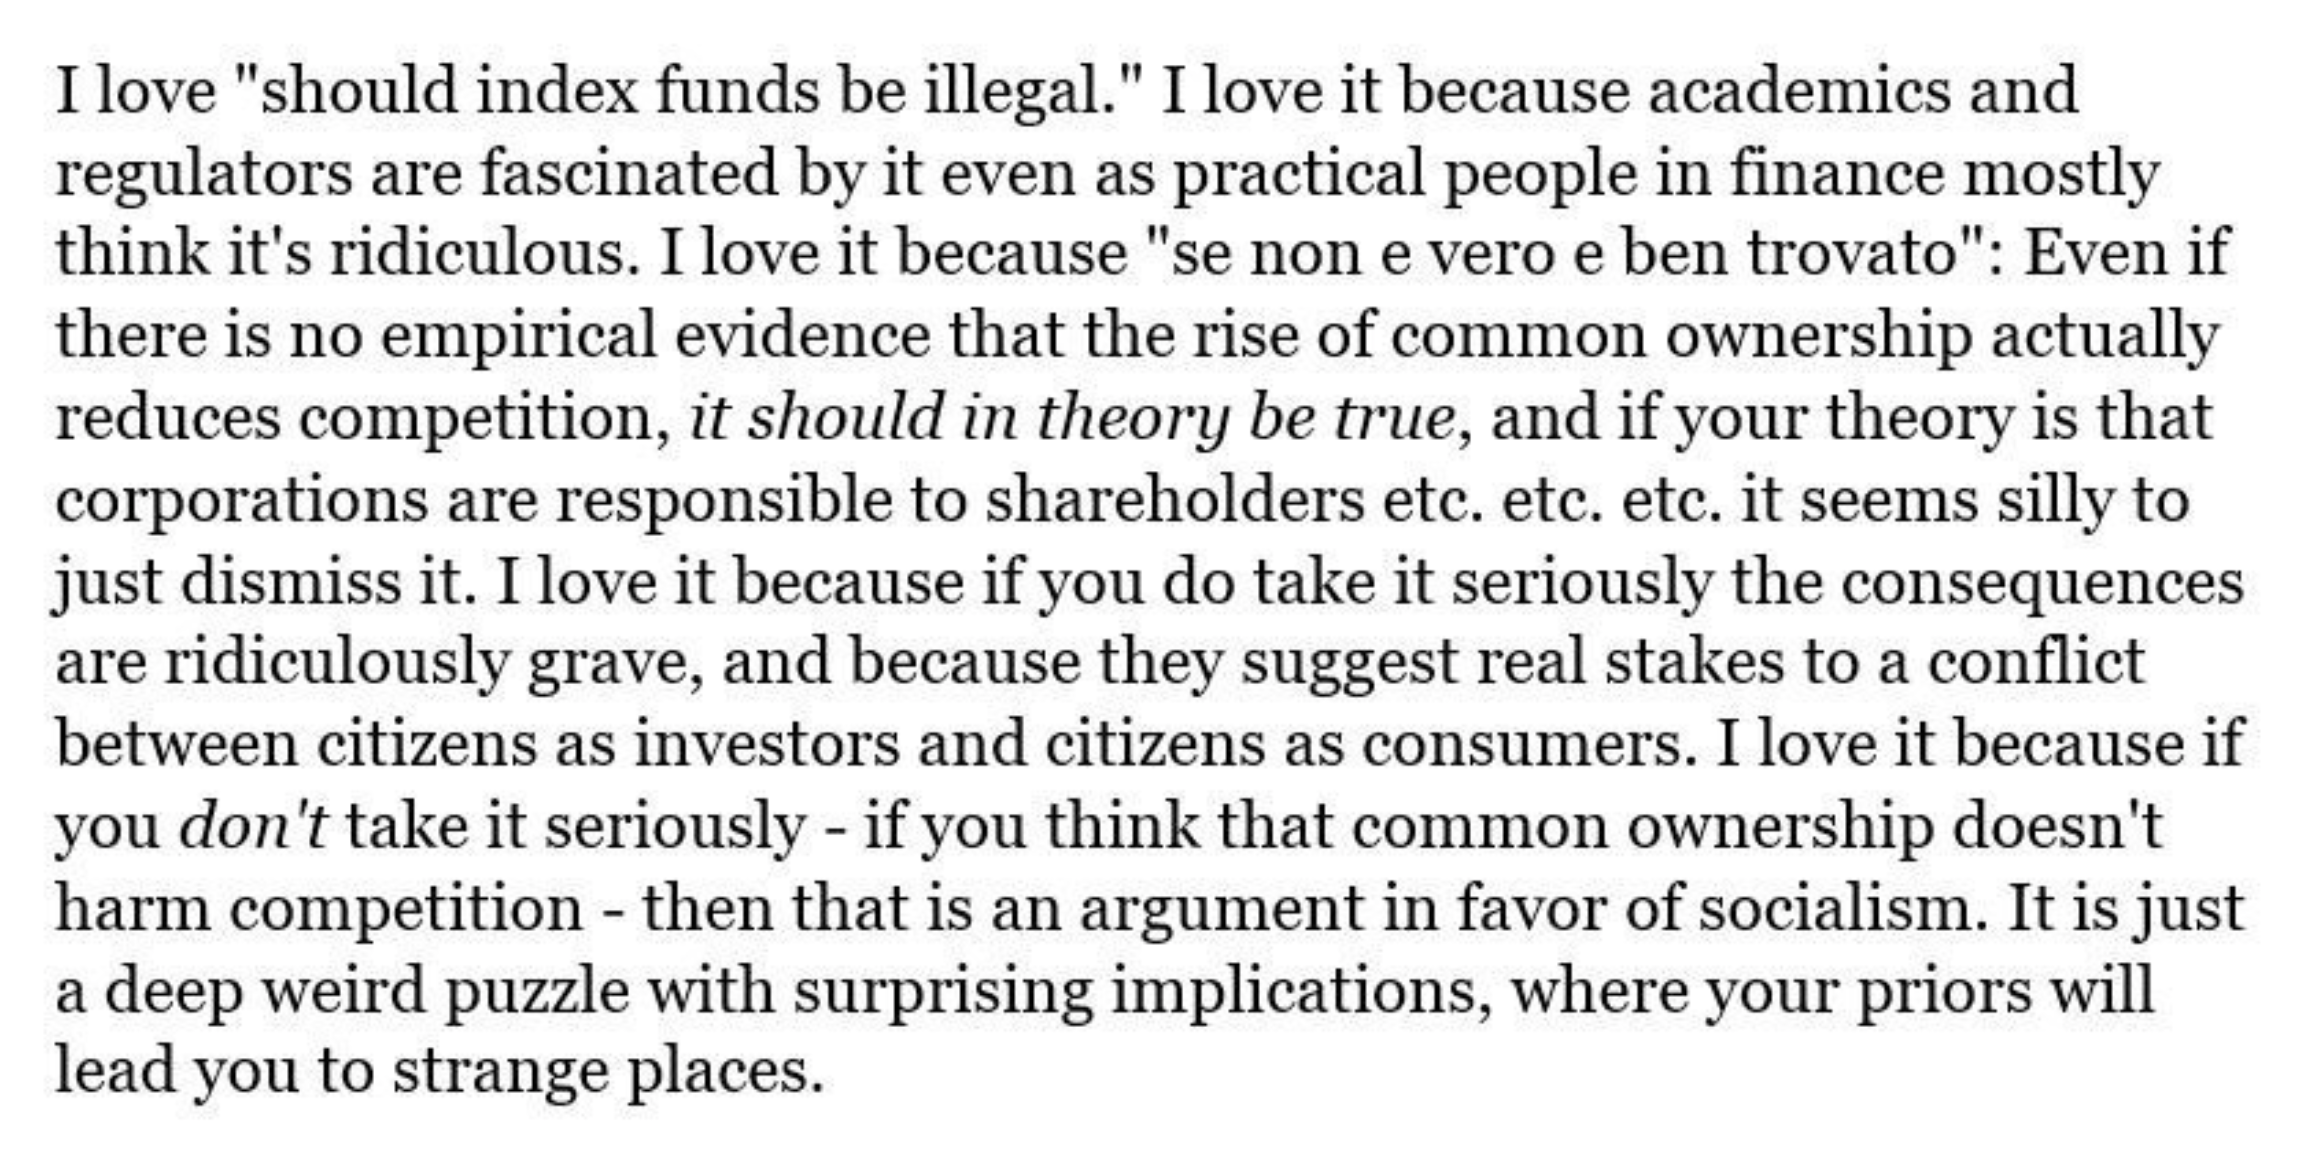 I love "should index funds be illegal." I love it because academics and
regulators are fascinated by it even as practical people in finance mostly
think it's ridiculous. I love it because "se non e vero e ben trovato": Even if
there is no empirical evidence that the rise of common ownership actually
reduces competition, it should in theory be true, and if your theory is that
corporations are responsible to shareholders etc. etc. etc. it seems silly to
just dismiss it. I love it because if you do take it seriously the consequences
are ridiculously grave, and because they suggest real stakes to a conflict
between citizens as investors and citizens as consumers. I love it because if
you don't take it seriously - if you think that common ownership doesn't
harm competition - then that is an argument in favor of socialism. It is just
a deep weird puzzle with surprising implications, where your priors will
lead you to strange places.